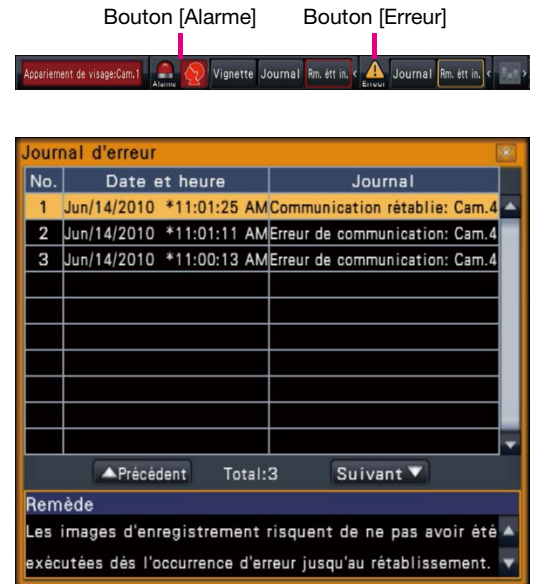 Bouton [Alarme] Bouton [Erreur]
Appariement de visage:Cam.1 Alarme Vignette Journal Rm. étt in. < Erreur Journal Rm. étt in. < >
Journal d'erreur
No. Date et heure Journal
1 Jun/14/2010 *11:01:25 AM Communication rétablie: Cam.4
2 Jun/14/2010 *11:01:11 AM Erreur de communication: Cam.4
3 Jun/14/2010 *11:00:13 AM Erreur de communication: Cam.4
▲Précédent Total:3 Suivant▼
Remède
Les images d'enregistrement risquent de ne pas avoir été
exécutées dès l'occurrence d'erreur jusqu'au rétablissement.